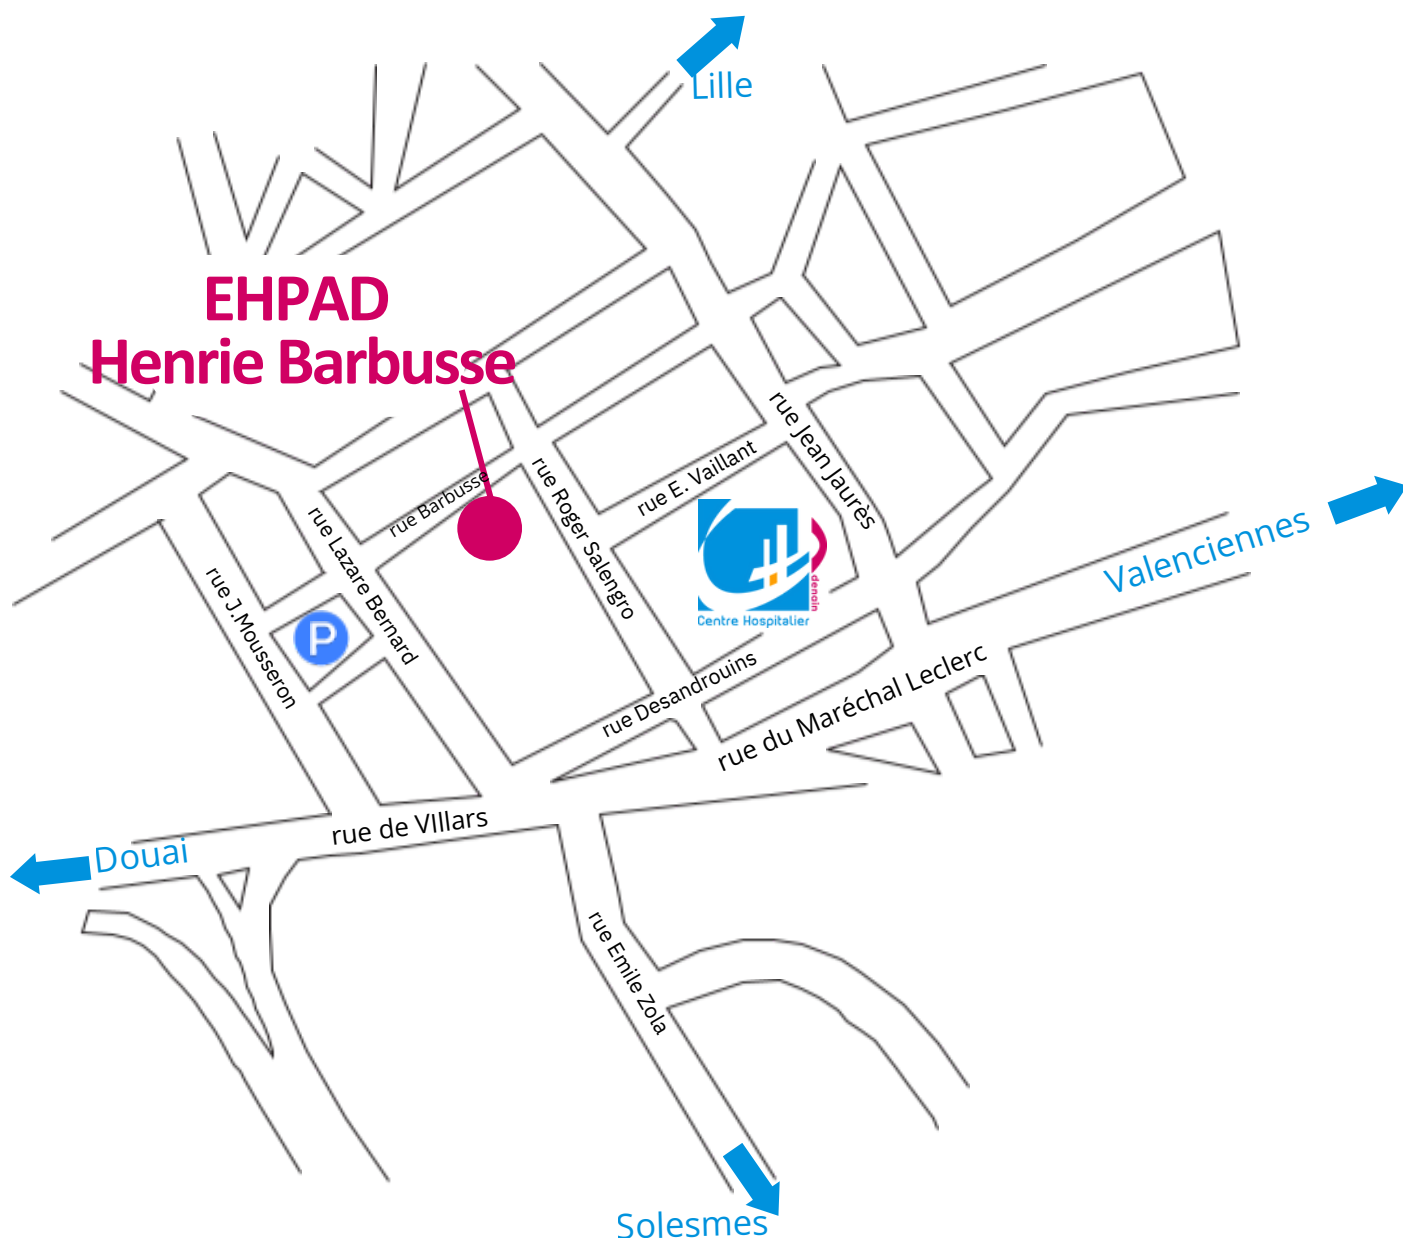 Lille
EHPAD
Henrie Barbusse
rue Jean Jaurès
rue E. Vaillant
rue Barbusse
rue Roger Salengro
rue Lazare Bernard
Valenciennes
rue J.Mousseron
P
denain
Centre Hospitalier
rue Desandrouins
rue du Maréchal Leclerc
rue de VIllars
Douai
rue Emile Zola
Solesmes